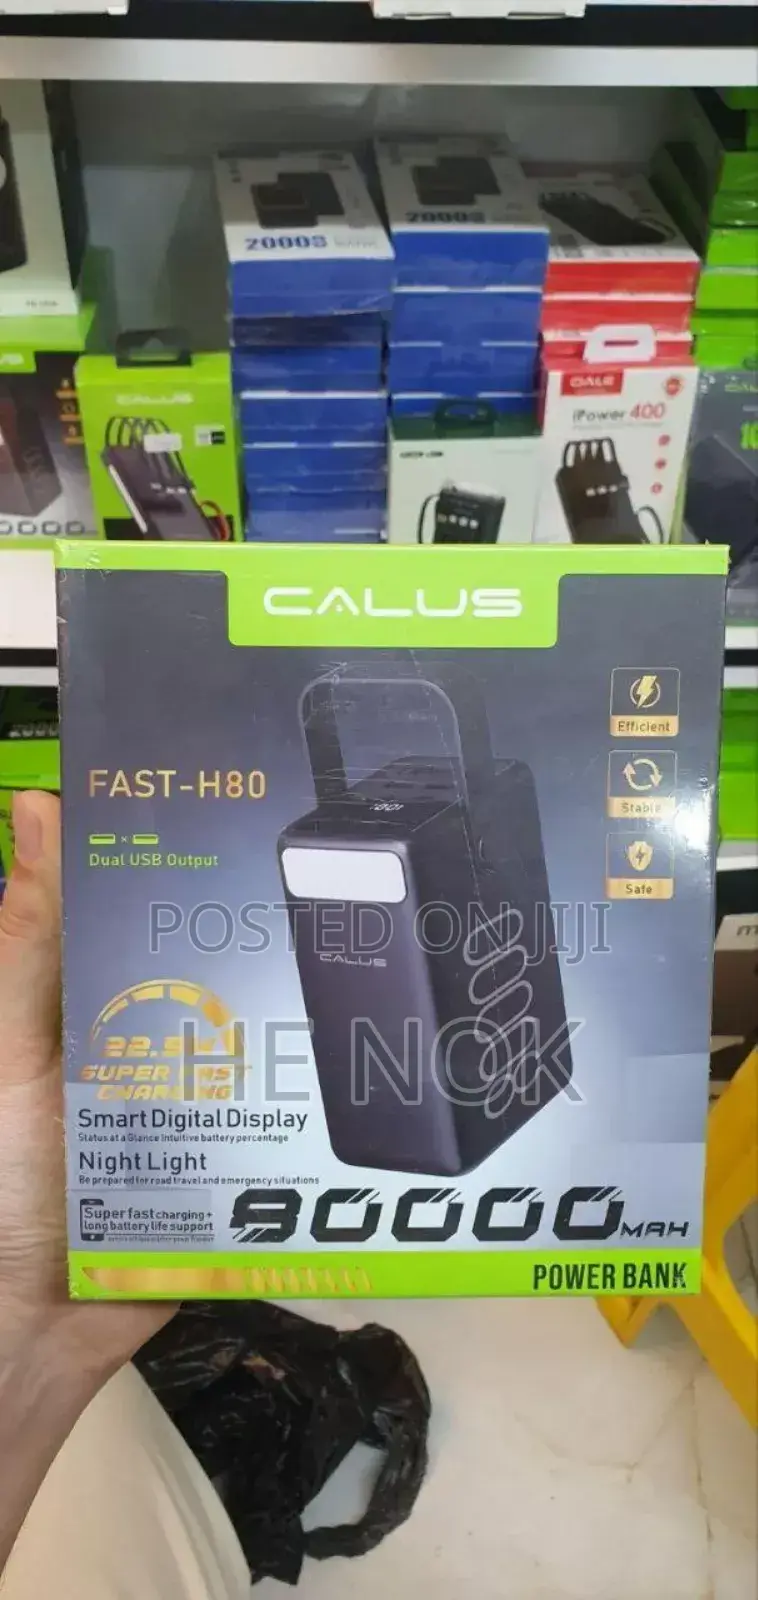 20000
20000
CALUS
iPower 400
CALUS
FAST-H80
Efficient
Stable
Safe
Dual USB Output
CALUS
POSTED ON JIJI
HE NOK
22.5W
SUPER FAST
CHARGING
Smart Digital Display
Status at a Glance Intuitive battery percentage
Night Light
Be prepared for road travel and emergency situations
Super fast charging +
long battery life support
80000MAH
POWER BANK